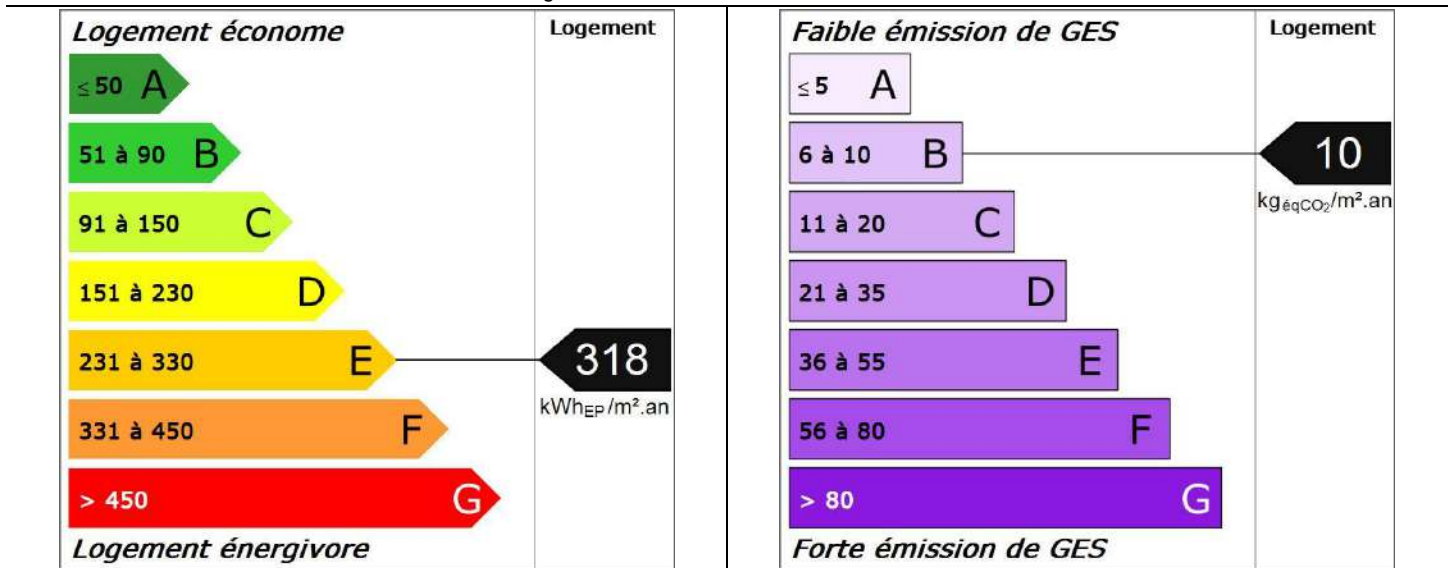 Logement économe
Logement
≤ 50 A
51 à 90 B
91 à 150 C
151 à 230 D
231 à 330 E
318
kWhEP/m².an
331 à 450 F
> 450 G
Logement énergivore
Faible émission de GES
Logement
≤ 5 A
6 à 10 B
10
kgéqCO₂/m².an
11 à 20 C
21 à 35 D
36 à 55 E
56 à 80 F
> 80 G
Forte émission de GES